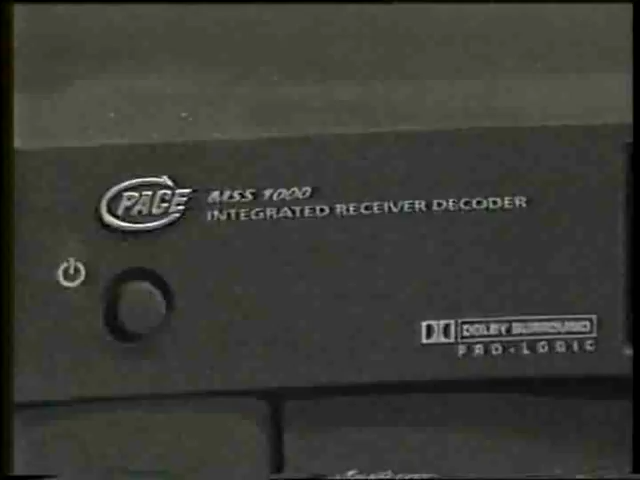 PACE
MSS 1000
INTEGRATED RECEIVER DECODER
DOLBY SURROUND
PRO·LOGIC